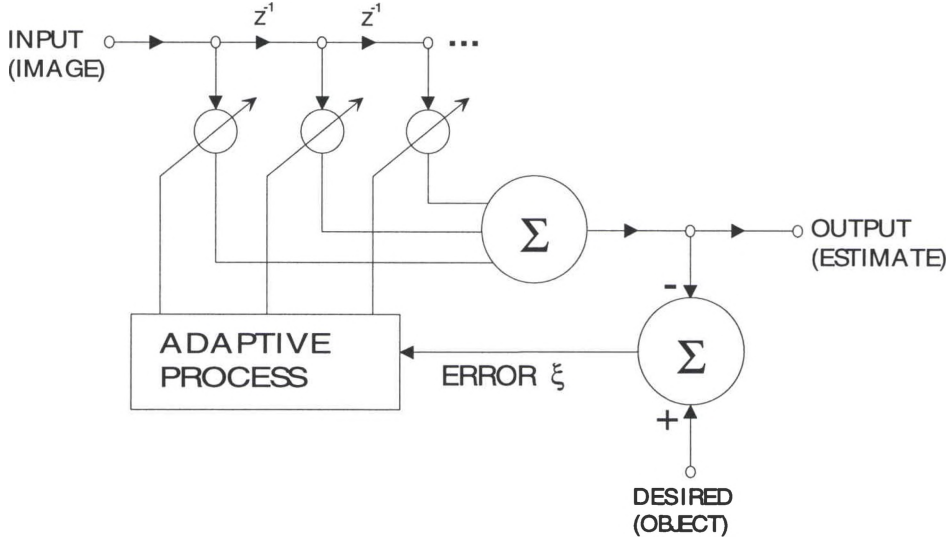 z⁻¹ z⁻¹
INPUT
(IMAGE)
...
Σ
OUTPUT
(ESTIMATE)
-
ADAPTIVE
PROCESS
ERROR ξ
Σ
+
DESIRED
(OBJECT)